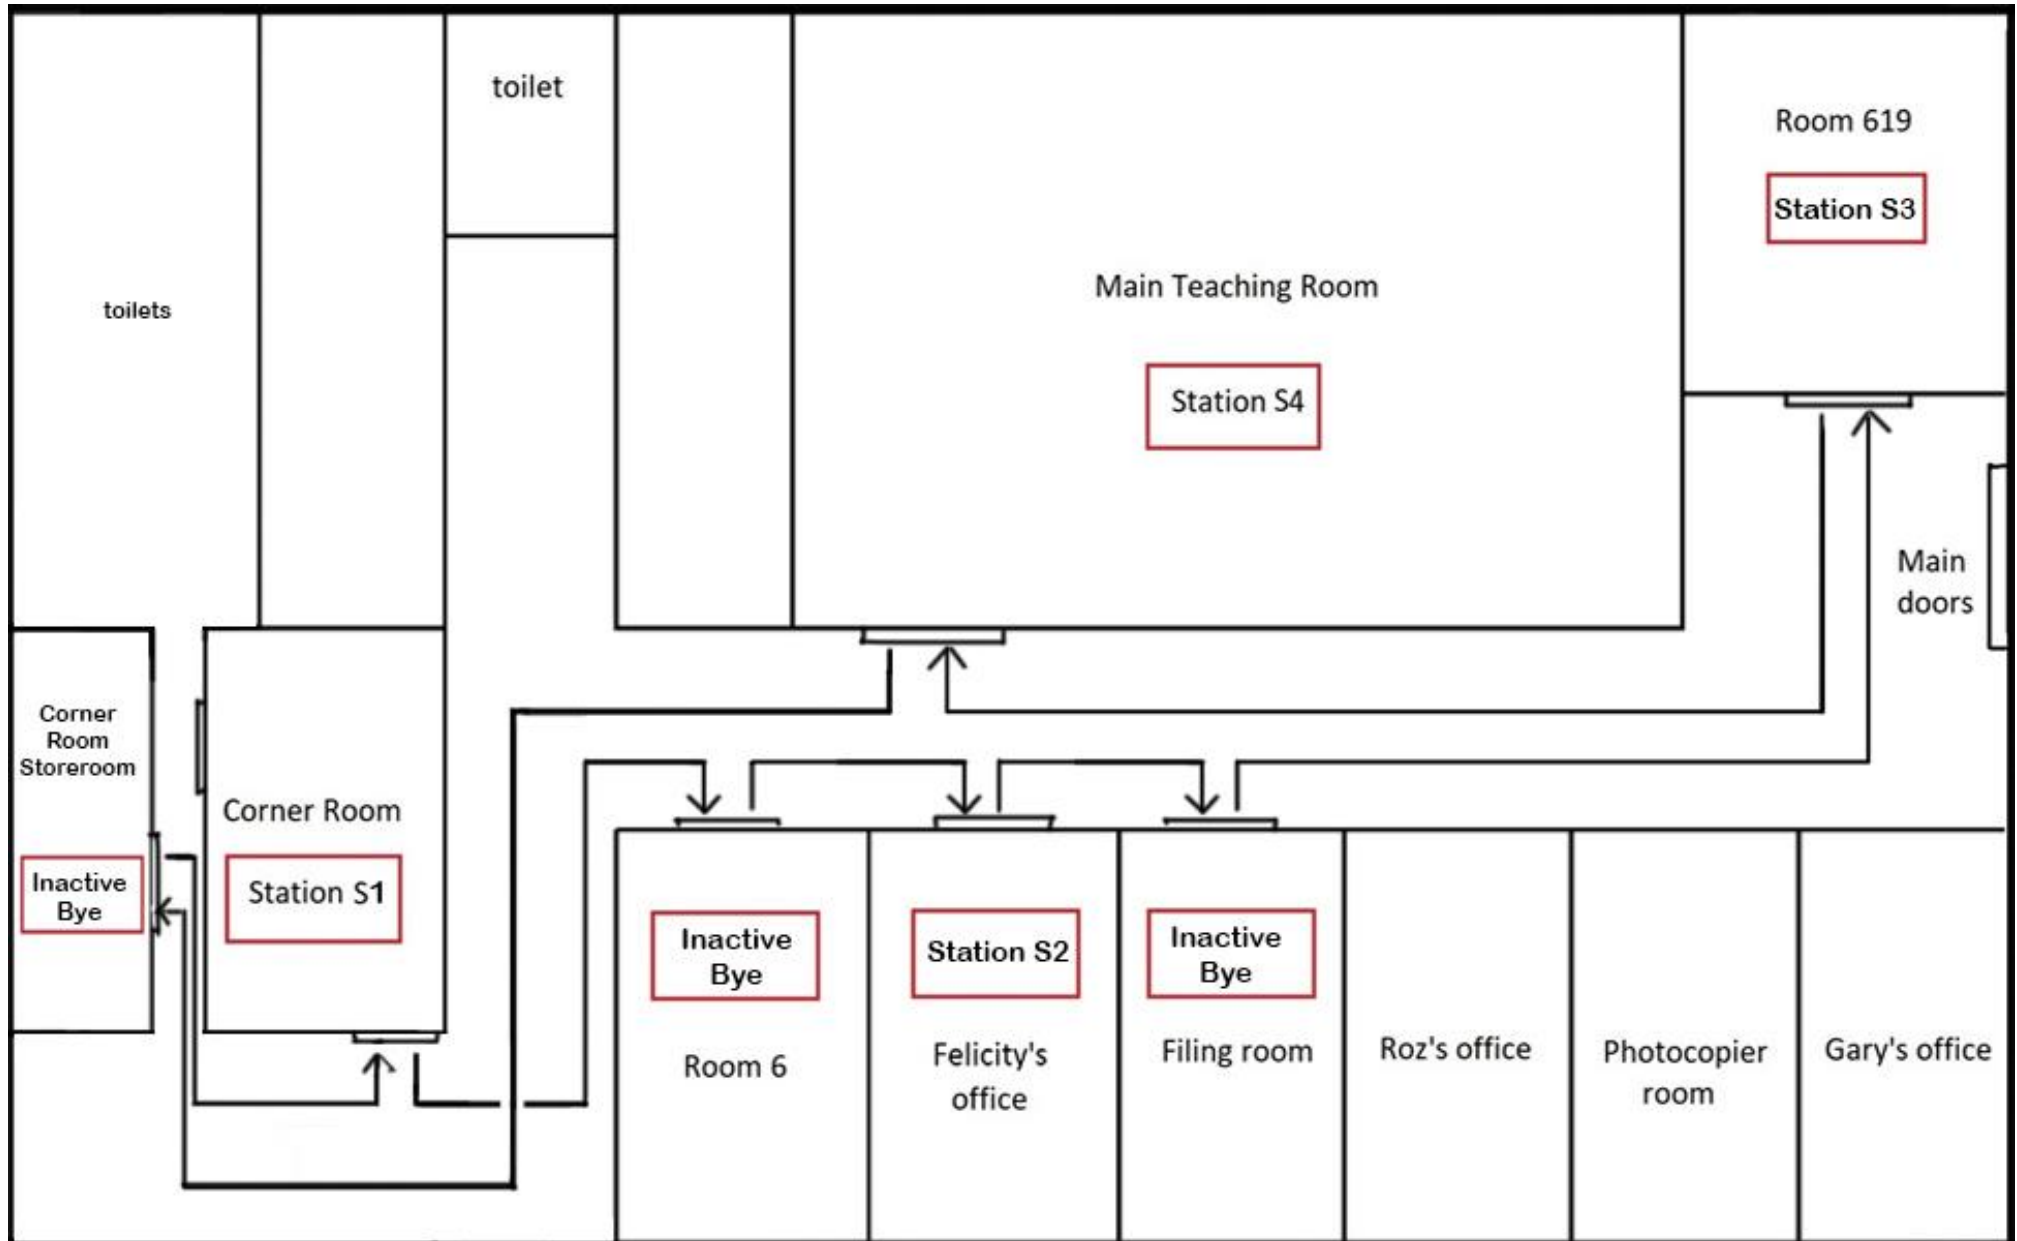 toilet
Room 619
Station S3
Main Teaching Room
toilets
Station S4
Main
doors
Corner
Room
Storeroom
Corner Room
Inactive
Bye
Station S1
Inactive
Bye
Station S2
Inactive
Bye
Room 6
Felicity's
office
Filing room
Roz's office
Photocopier
room
Gary's office